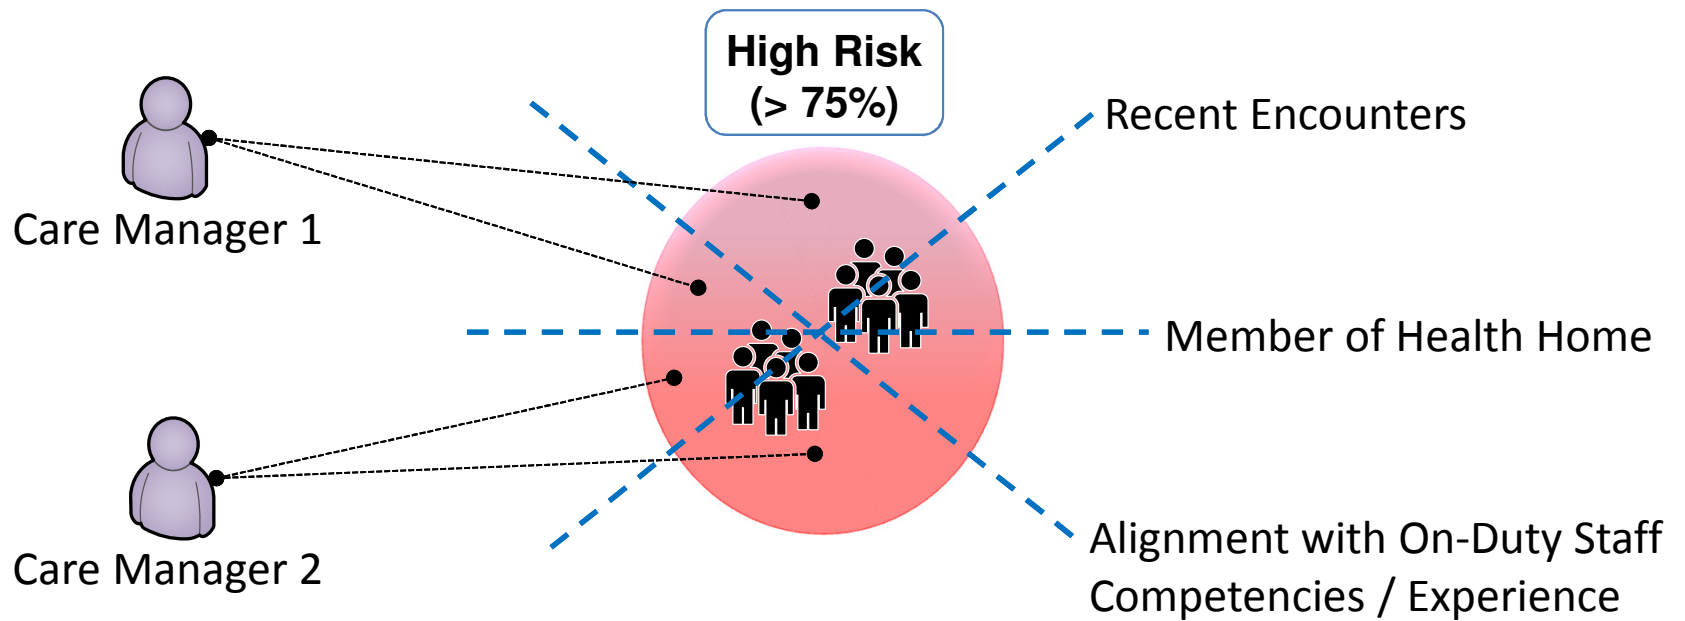 High Risk
(> 75%)
Recent Encounters
Care Manager 1
Member of Health Home
Alignment with On-Duty Staff
Competencies / Experience
Care Manager 2